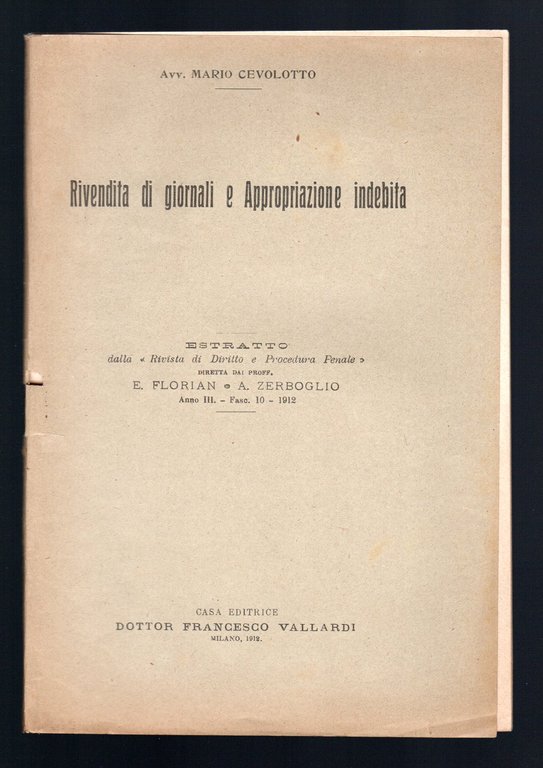 Avv. MARIO CEVOLOTTO
Rivendita di giornali e Appropriazione indebita
ESTRATTO
dalla « Rivista di Diritto e Procedura Penale »
DIRETTA DAI PROFF.
E. FLORIAN e A. ZERBOGLIO
Anno III. - Fasc. 10 - 1912
CASA EDITRICE
DOTTOR FRANCESCO VALLARDI
MILANO, 1912.